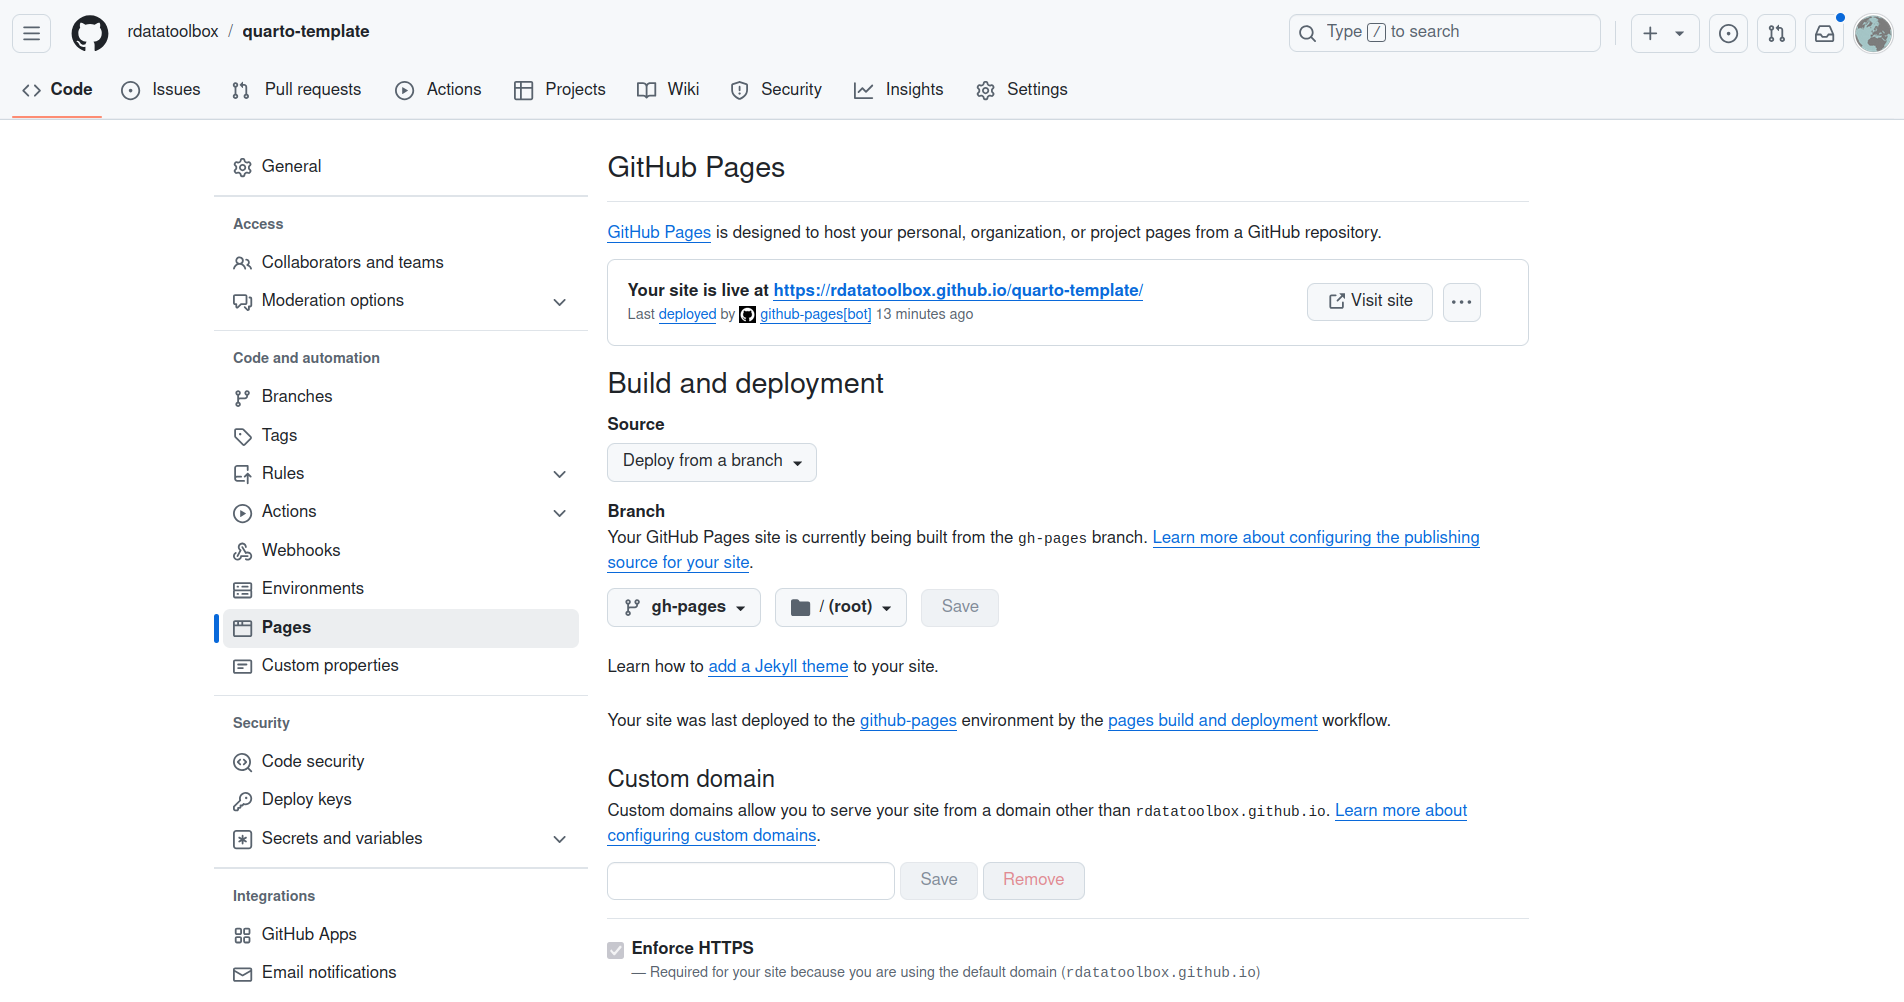 rdatatoolbox / quarto-template
Type / to search
Code Issues Pull requests Actions Projects Wiki Security Insights Settings
General
Access
Collaborators and teams
Moderation options
Code and automation
Branches
Tags
Rules
Actions
Webhooks
Environments
Pages
Custom properties
Security
Code security
Deploy keys
Secrets and variables
Integrations
GitHub Apps
Email notifications
GitHub Pages
GitHub Pages is designed to host your personal, organization, or project pages from a GitHub repository.
Your site is live at https://rdatatoolbox.github.io/quarto-template/
Last deployed by github-pages[bot] 13 minutes ago
Visit site
Build and deployment
Source
Deploy from a branch
Branch
Your GitHub Pages site is currently being built from the gh-pages branch. Learn more about configuring the publishing
source for your site.
gh-pages / (root) Save
Learn how to add a Jekyll theme to your site.
Your site was last deployed to the github-pages environment by the pages build and deployment workflow.
Custom domain
Custom domains allow you to serve your site from a domain other than rdatatoolbox.github.io. Learn more about
configuring custom domains.
Save Remove
Enforce HTTPS
— Required for your site because you are using the default domain (rdatatoolbox.github.io)